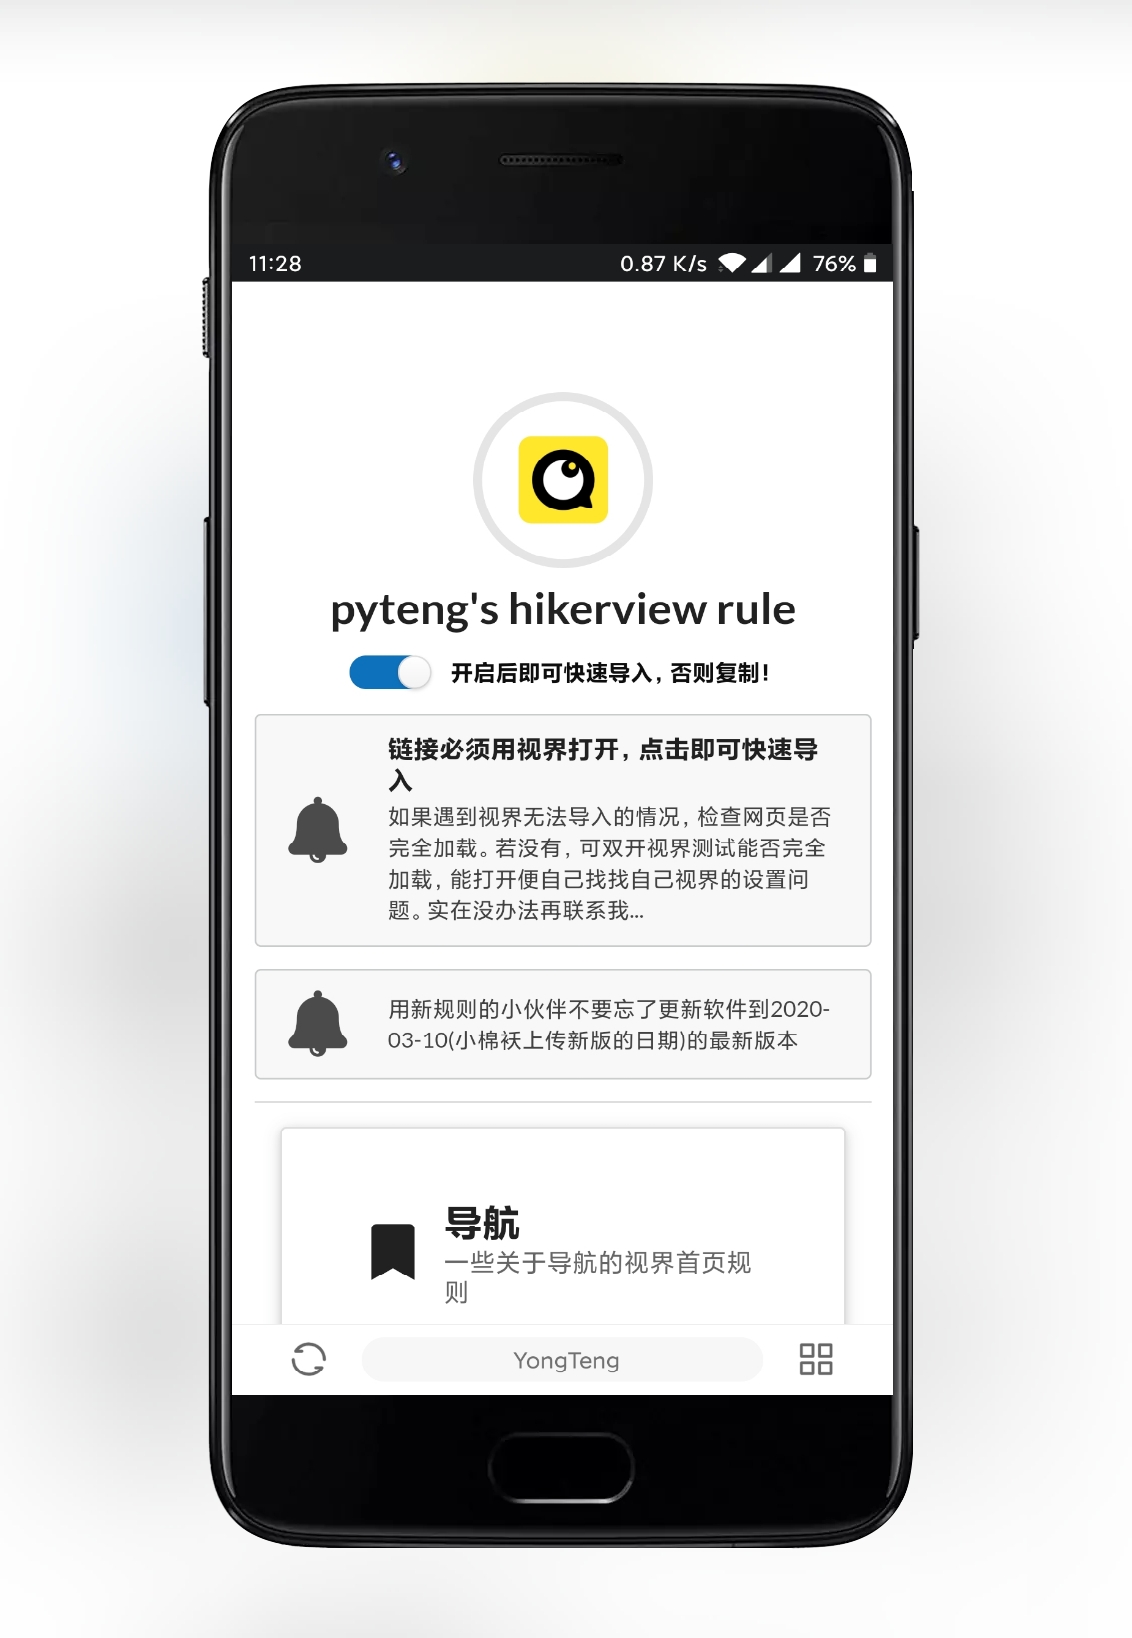 11:28
0.87 K/s
76%
pyteng's hikerview rule
开启后即可快速导入，否则复制！
链接必须用视界打开，点击即可快速导
入
如果遇到视界无法导入的情况，检查网页是否
完全加载。若没有，可双开视界测试能否完全
加载，能打开便自己找找自己视界的设置问
题。实在没办法再联系我...
用新规则的小伙伴不要忘了更新软件到2020-
03-10(小棉袄上传新版的日期)的最新版本
导航
一些关于导航的视界首页规
则
YongTeng